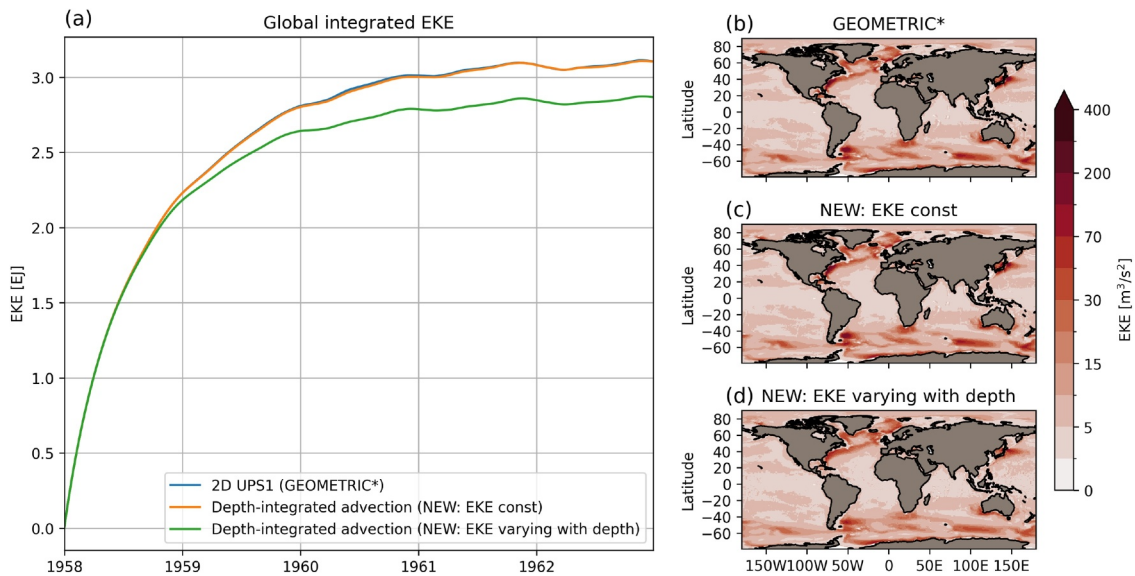 (a)
Global integrated EKE
EKE [EJ]
3.0
2.5
2.0
1.5
1.0
0.5
0.0
1958
1959
1960
1961
1962
2D UPS1 (GEOMETRIC*)
Depth-integrated advection (NEW: EKE const)
Depth-integrated advection (NEW: EKE varying with depth)
(b)
GEOMETRIC*
Latitude
80
60
40
20
0
−20
−40
−60
(c)
NEW: EKE const
Latitude
80
60
40
20
0
−20
−40
−60
(d) NEW: EKE varying with depth
Latitude
80
60
40
20
0
−20
−40
−60
150W 100W 50W 0 50E 100E 150E
400
200
70
30
15
5
0
EKE [m³/s²]